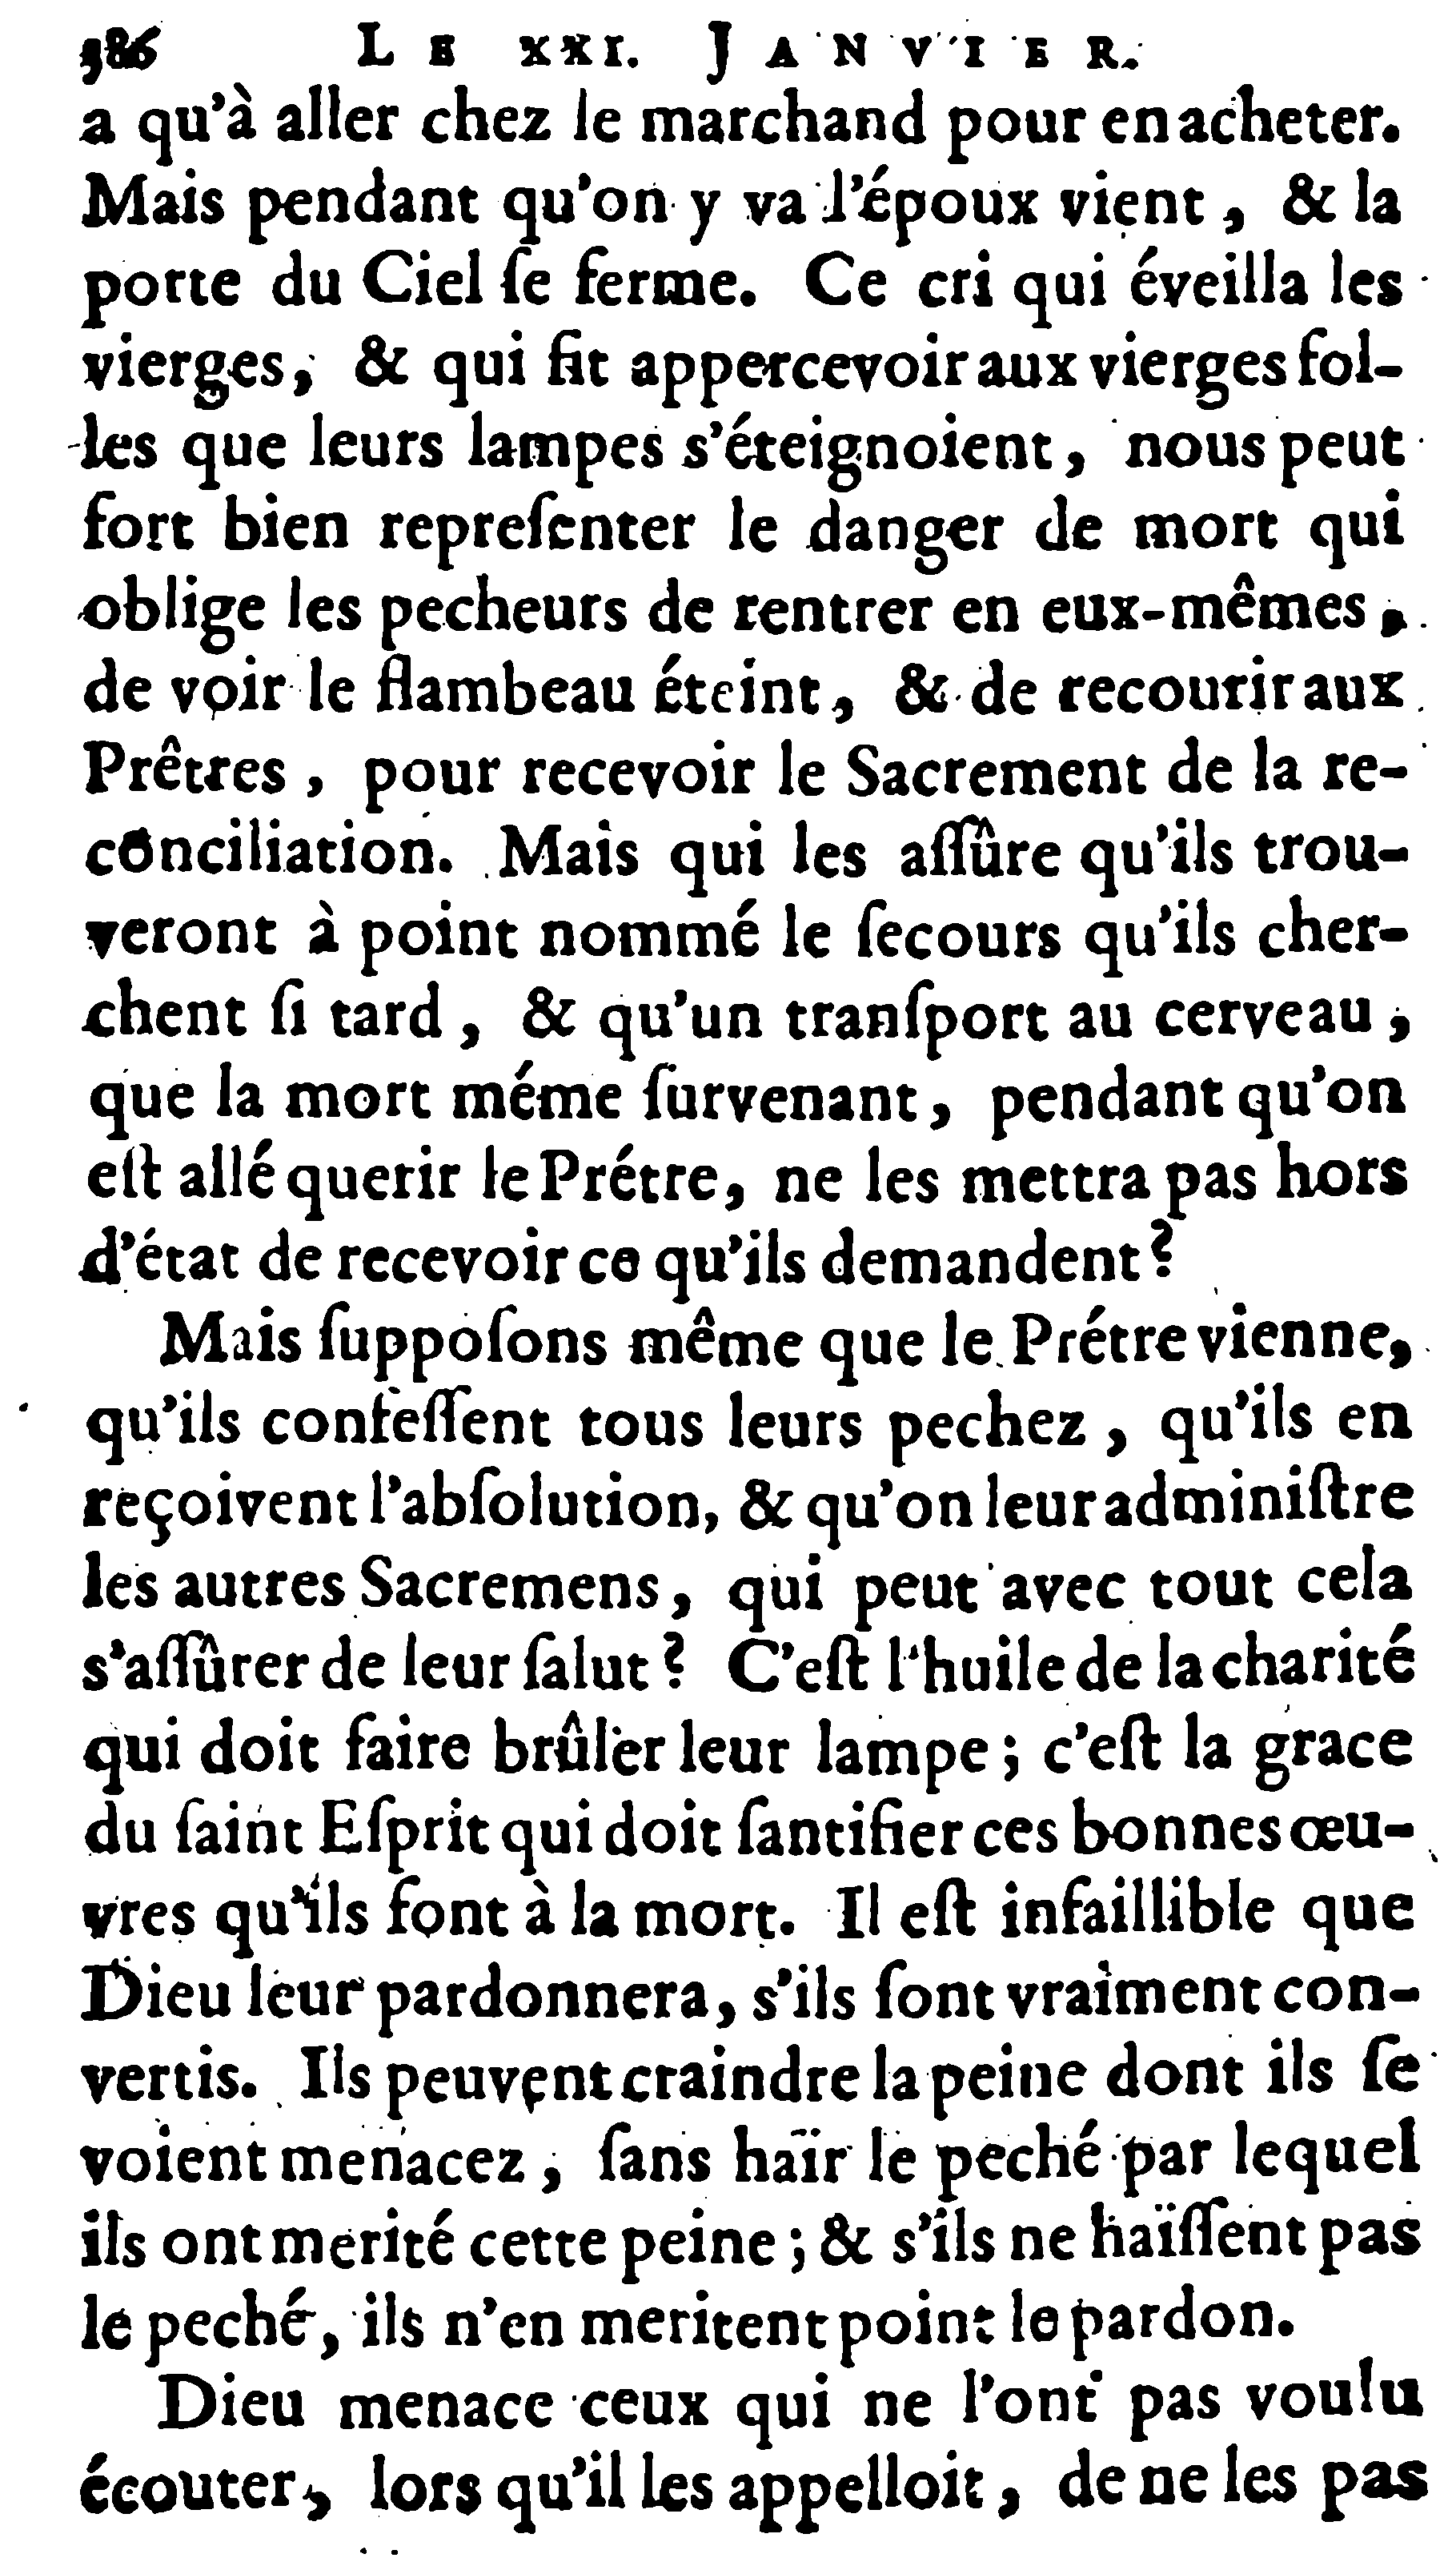 386 LE XXI. JANVIER.
a qu'à aller chez le marchand pour en acheter.
Mais pendant qu'on y va l'époux vient, & la
porte du Ciel ſe ferme. Ce cri qui éveilla les
vierges, & qui fit appercevoir aux vierges fol-
les que leurs lampes s'éteignoient, nous peut
fort bien repreſenter le danger de mort qui
oblige les pecheurs de rentrer en eux-mêmes,
de voir le flambeau éteint, & de recourir aux
Prêtres, pour recevoir le Sacrement de la re-
conciliation. Mais qui les aſſûre qu'ils trou-
veront à point nommé le ſecours qu'ils cher-
chent ſi tard, & qu'un tranſport au cerveau,
que la mort méme ſurvenant, pendant qu'on
eſt allé querir le Prétre, ne les mettra pas hors
d'état de recevoir ce qu'ils demandent?
Mais ſuppoſons même que le Prétre vienne,
qu'ils confeſſent tous leurs pechez, qu'ils en
reçoivent l'abſolution, & qu'on leur adminiſtre
les autres Sacremens, qui peut avec tout cela
s'aſſûrer de leur ſalut? C'eſt l'huile de la charité
qui doit faire brûler leur lampe; c'eſt la grace
du ſaint Eſprit qui doit ſantifier ces bonnes œu-
vres qu'ils font à la mort. Il eſt infaillible que
Dieu leur pardonnera, s'ils ſont vraiment con-
vertis. Ils peuvent craindre la peine dont ils ſe
voient menacez, ſans haïr le peché par lequel
ils ont merité cette peine; & s'ils ne haïſſent pas
le peché, ils n'en meritent point le pardon.
Dieu menace ceux qui ne l'ont pas voulu
écouter, lors qu'il les appelloit, de ne les pas